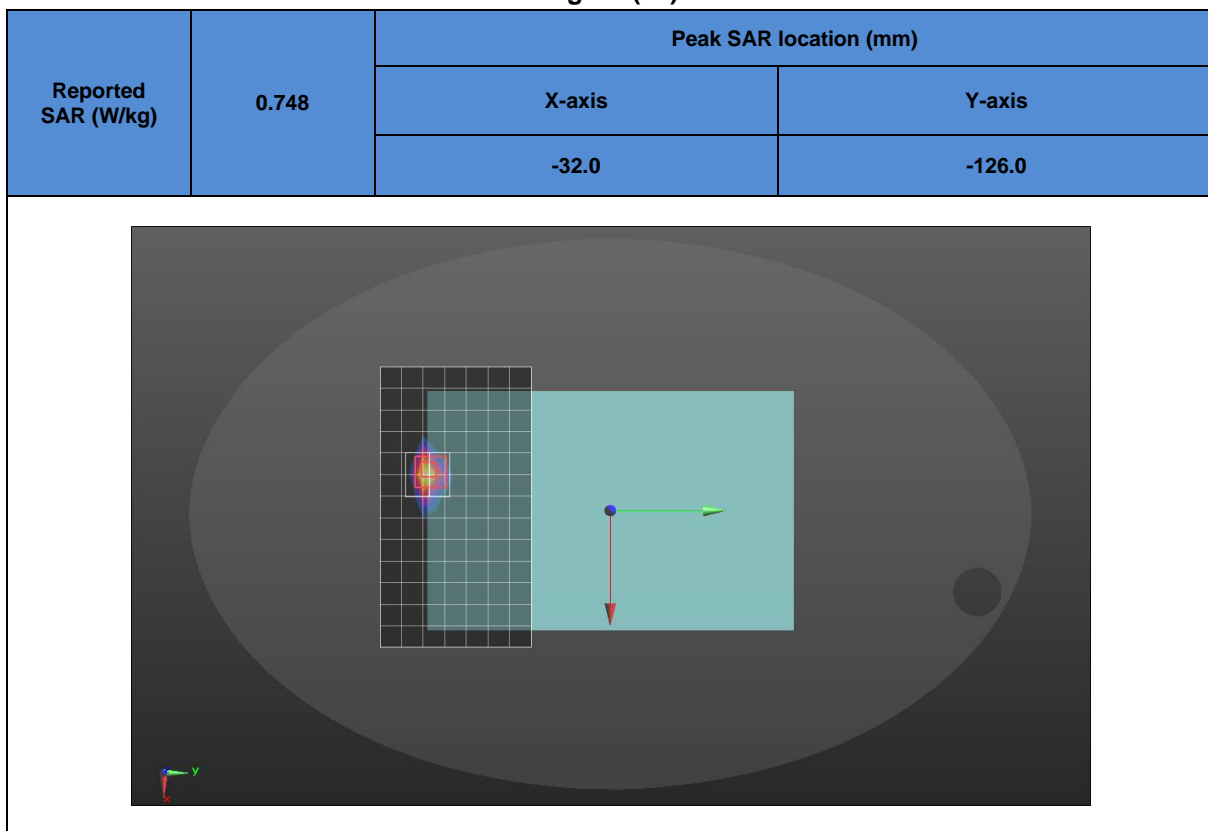 Peak SAR location (mm)
Reported
SAR (W/kg)
0.748
X-axis
Y-axis
-32.0
-126.0
y
x